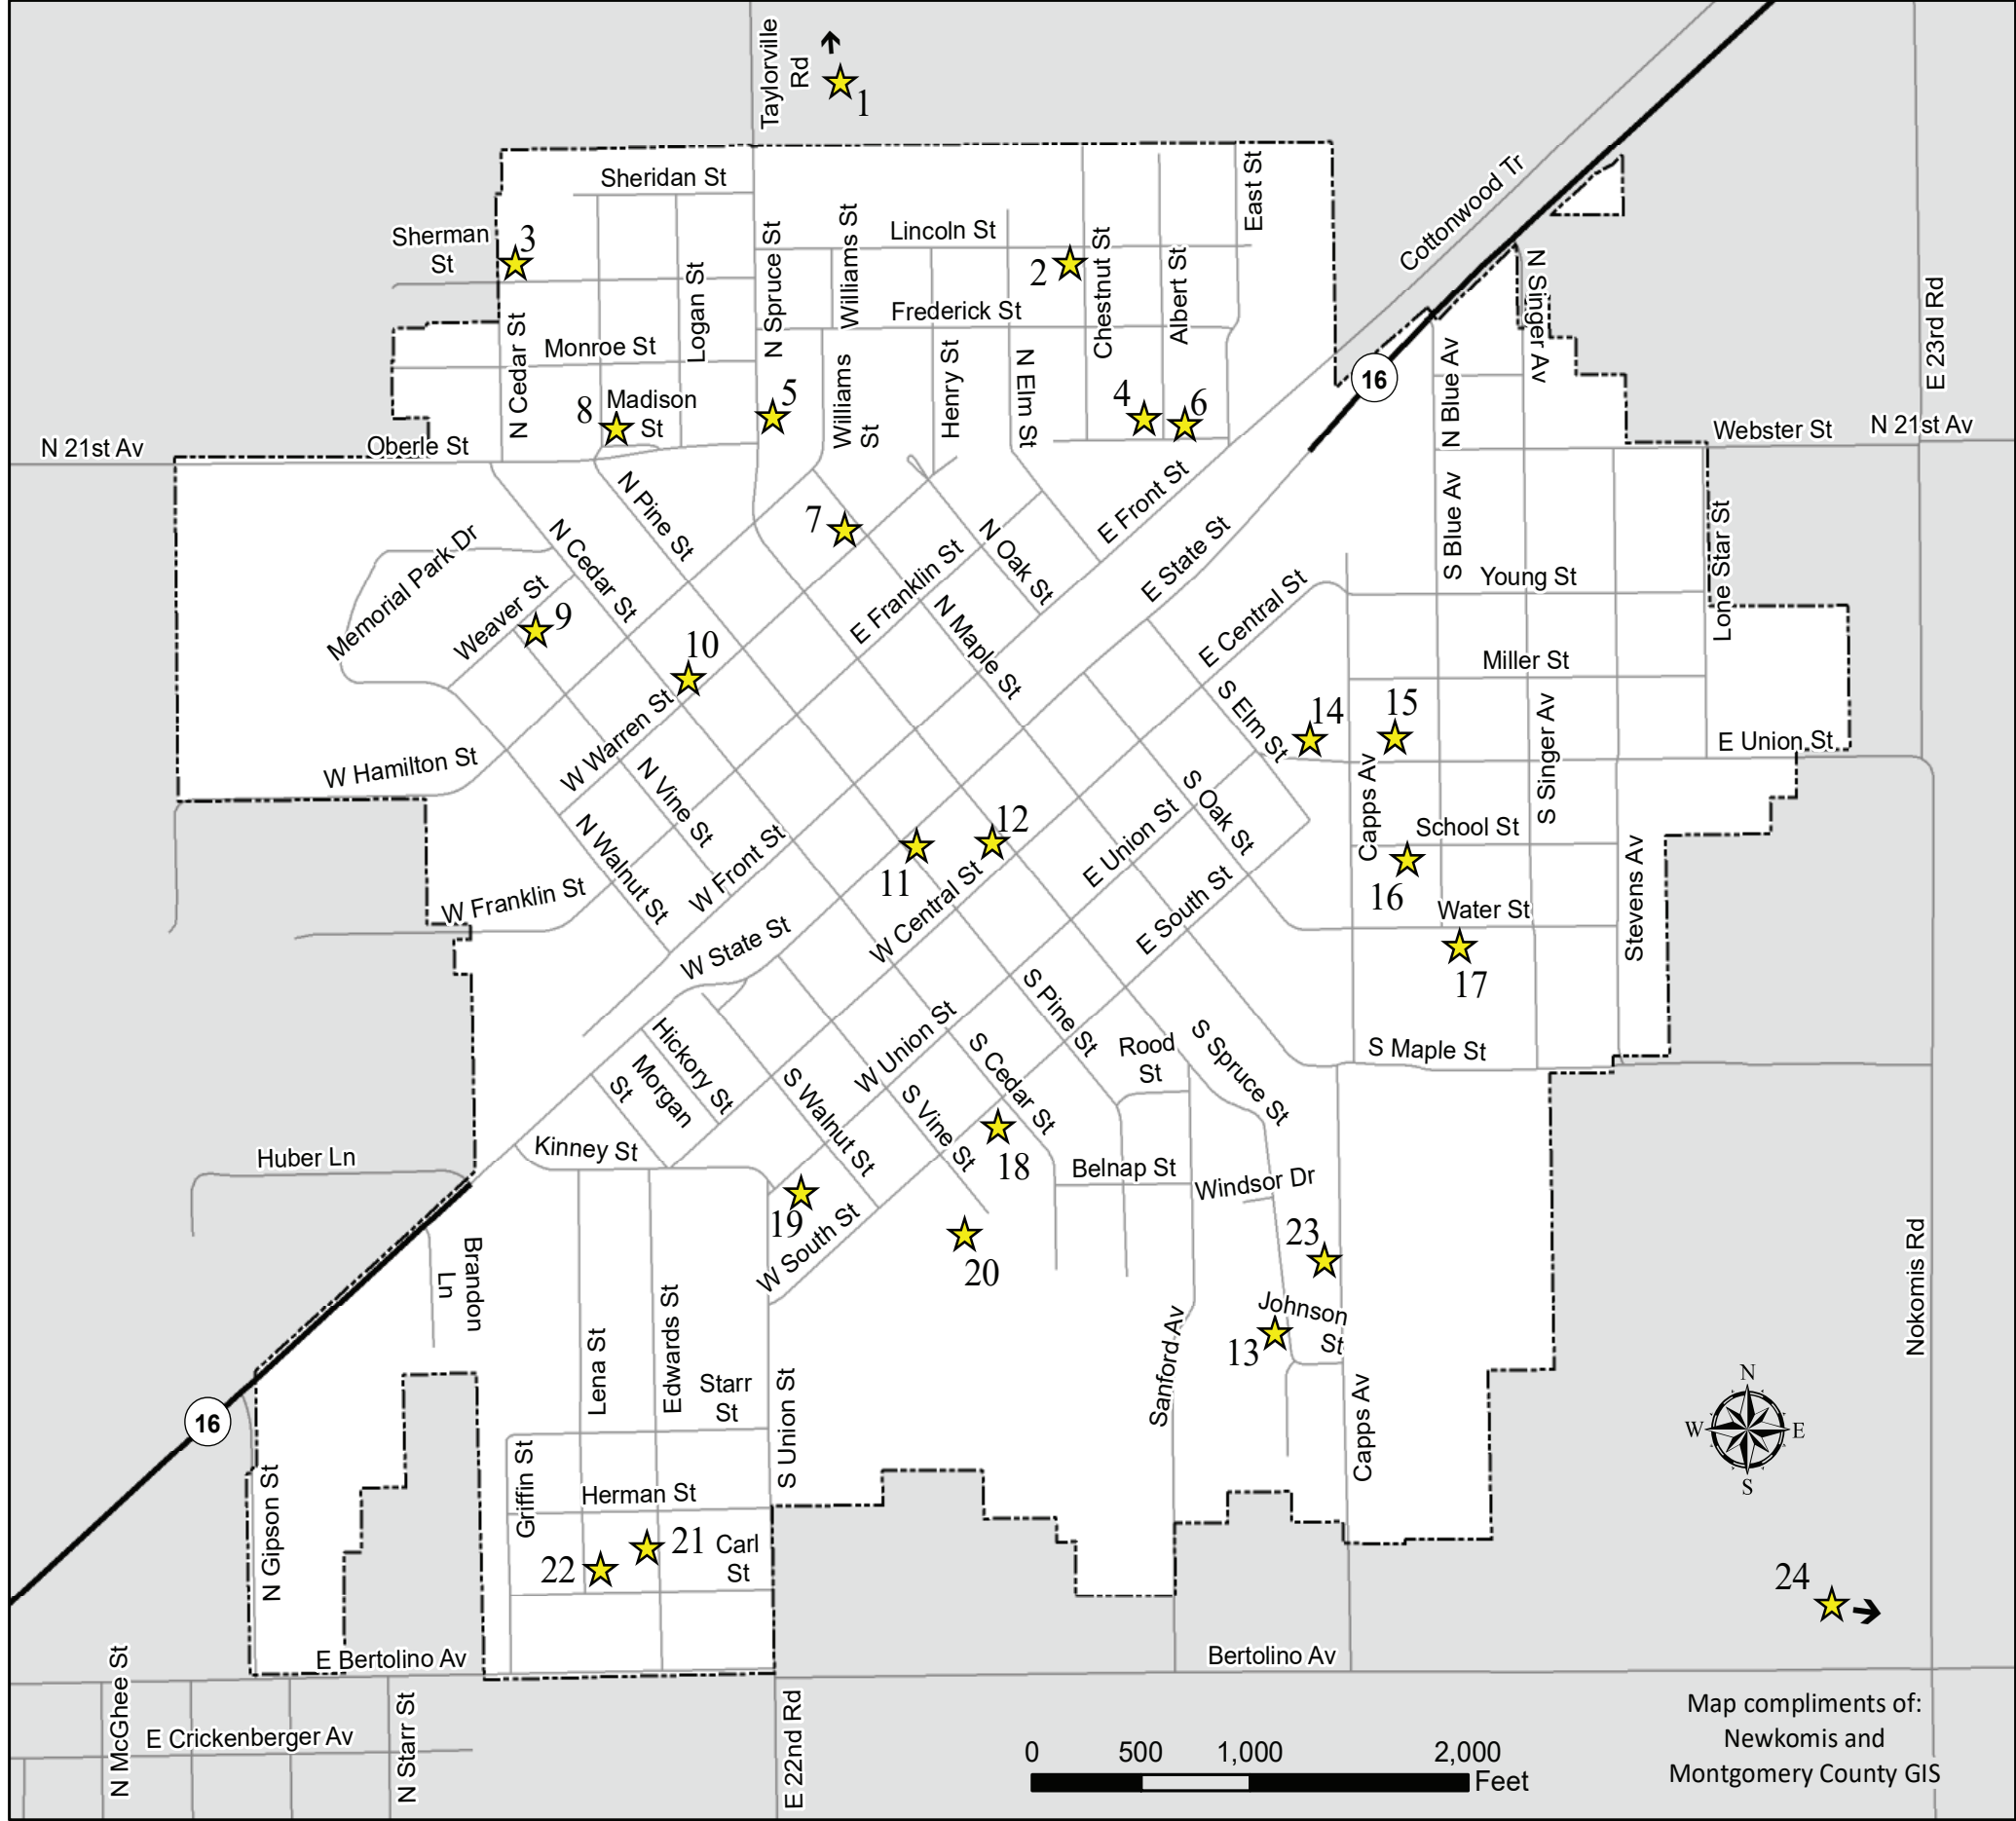 Taylorville
Rd
1
Sheridan St
East St
Cottonwood Tr
Sherman
St
3
Lincoln St
Williams St
N Spruce St
Logan St
2
Chestnut St
Albert St
N Singer Av
E 23rd Rd
Frederick St
N Cedar St
Monroe St
Williams
St
Henry St
N Elm St
16
N Blue Av
8
Madison
St
5
4
6
N 21st Av
Oberle St
Webster St
N 21st Av
N Pine St
7
N Oak St
E Front St
S Blue Av
Lone Star St
Memorial Park Dr
N Cedar St
E Franklin St
E State St
Young St
Weaver St
9
N Maple St
E Central St
10
Miller St
W Warren St
S Elm St
14
15
S Singer Av
E Union St
W Hamilton St
N Vine St
S Oak St
Capps Av
12
School St
N Walnut St
W Front St
11
E Union St
16
Stevens Av
W Franklin St
W Central St
E South St
Water St
W State St
17
S Pine St
Hickory St
W Union St
S Cedar St
Rood
St
S Spruce St
S Maple St
Morgan
St
S Walnut St
S Vine St
Huber Ln
Kinney St
18
Belnap St
Windsor Dr
19
W South St
20
23
Brandon
Ln
Nokomis Rd
Lena St
Edwards St
Johnson
St
13
Sanford Av
Starr
St
S Union St
Capps Av
N
W
E
S
16
Griffin St
N Gipson St
Herman St
21
Carl
St
22
24
E Bertolino Av
Bertolino Av
N McGhee St
N Starr St
E Crickenberger Av
E 22nd Rd
0
500
1,000
2,000
Feet
Map compliments of:
Newkomis and
Montgomery County GIS